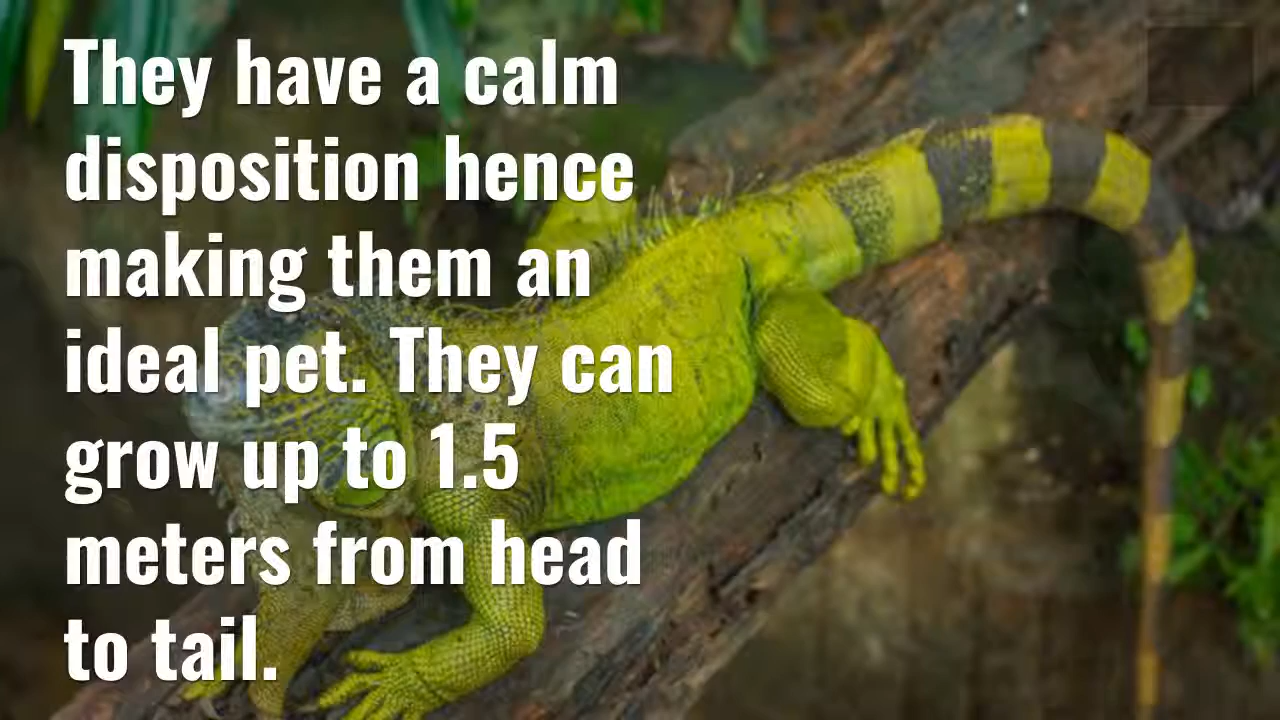 They have a calm
disposition hence
making them an
ideal pet. They can
grow up to 1.5
meters from head
to tail.